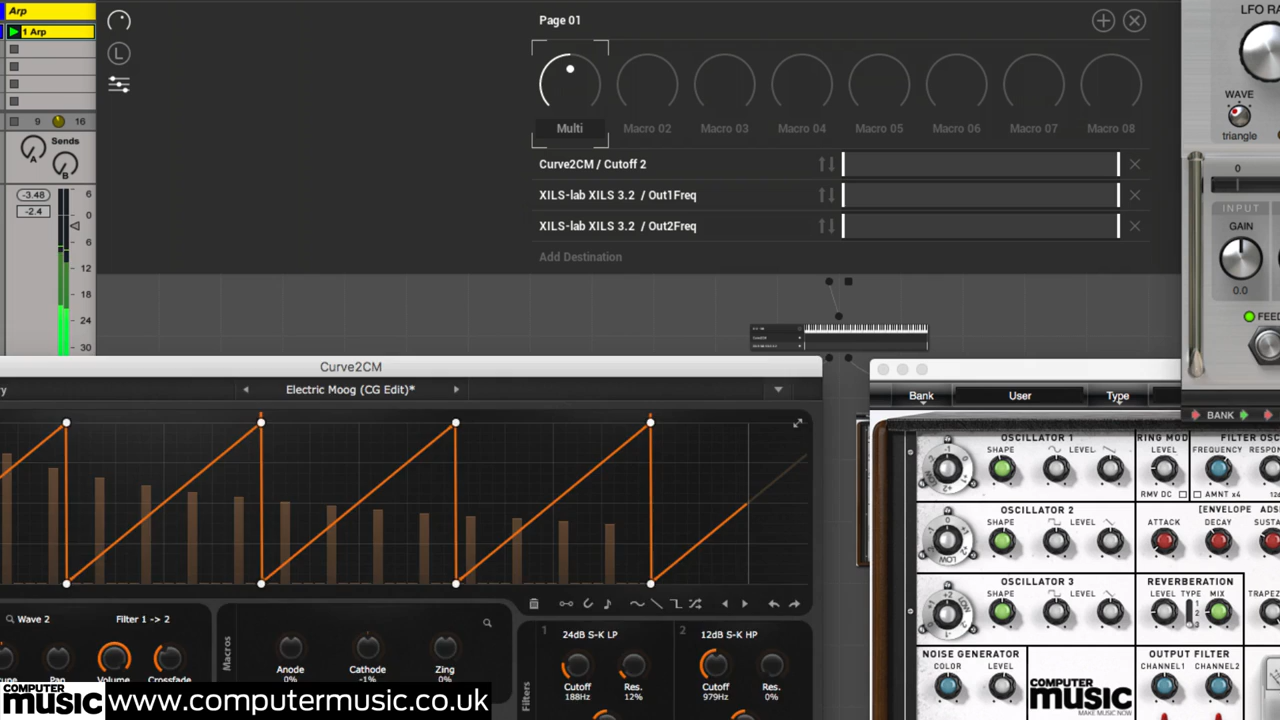 Arp
1 Arp
9 16
Sends
A
B
-3.48
-2.4
6
0
6
12
18
24
30
L
Page 01
Multi
Macro 02
Macro 03
Macro 04
Macro 05
Macro 06
Macro 07
Macro 08
Curve2CM / Cutoff 2
XILS-lab XILS 3.2 / Out1Freq
XILS-lab XILS 3.2 / Out2Freq
Add Destination
LFO RA
WAVE
triangle
0
INPUT
GAIN
0.0
FEED
BANK
Curve2CM
ry
Electric Moog (CG Edit)*
Wave 2
Filter 1 -> 2
Pan
Volume
Crossfade
Macros
Anode
0%
Cathode
-1%
Zing
0%
Filters
1
24dB S-K LP
Cutoff
188Hz
Res.
12%
2
12dB S-K HP
Cutoff
979Hz
Res.
0%
Bank
User
Type
OSCILLATOR 1
SHAPE
LEVEL
RING MOD
LEVEL
RMV DC
FILTER OSC
FREQUENCY
RESPON
AMNT x4
OSCILLATOR 2
SHAPE
LEVEL
[ENVELOPE ADS
ATTACK
DECAY
SUSTA
OSCILLATOR 3
SHAPE
LEVEL
REVERBERATION
LEVEL
TYPE
MIX
1
2
3
TRAPEZ
NOISE GENERATOR
COLOR
LEVEL
COMPUTER
MUSIC
MAKE MUSIC NOW
OUTPUT FILTER
CHANNEL1
CHANNEL2
COMPUTER
music
www.computermusic.co.uk